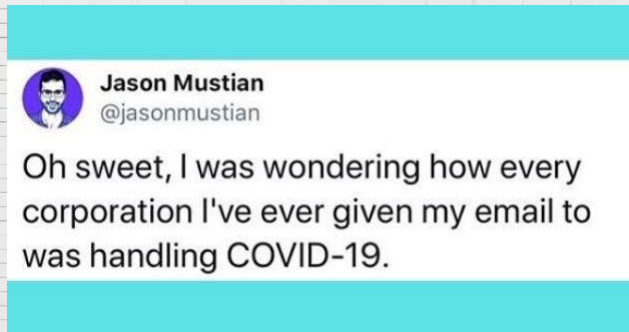 Jason Mustian
@jasonmustian
Oh sweet, I was wondering how every
corporation I've ever given my email to
was handling COVID-19.